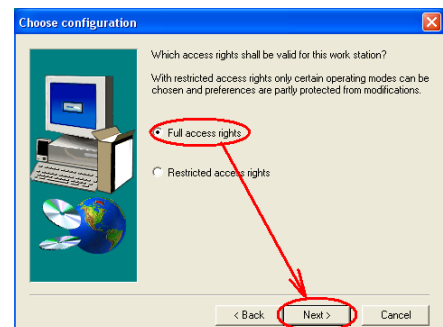 Choose configuration
Which access rights shall be valid for this work station?
With restricted access rights only certain operating modes can be
chosen and preferences are partly protected from modifications.
Full access rights
Restricted access rights
< Back
Next >
Cancel